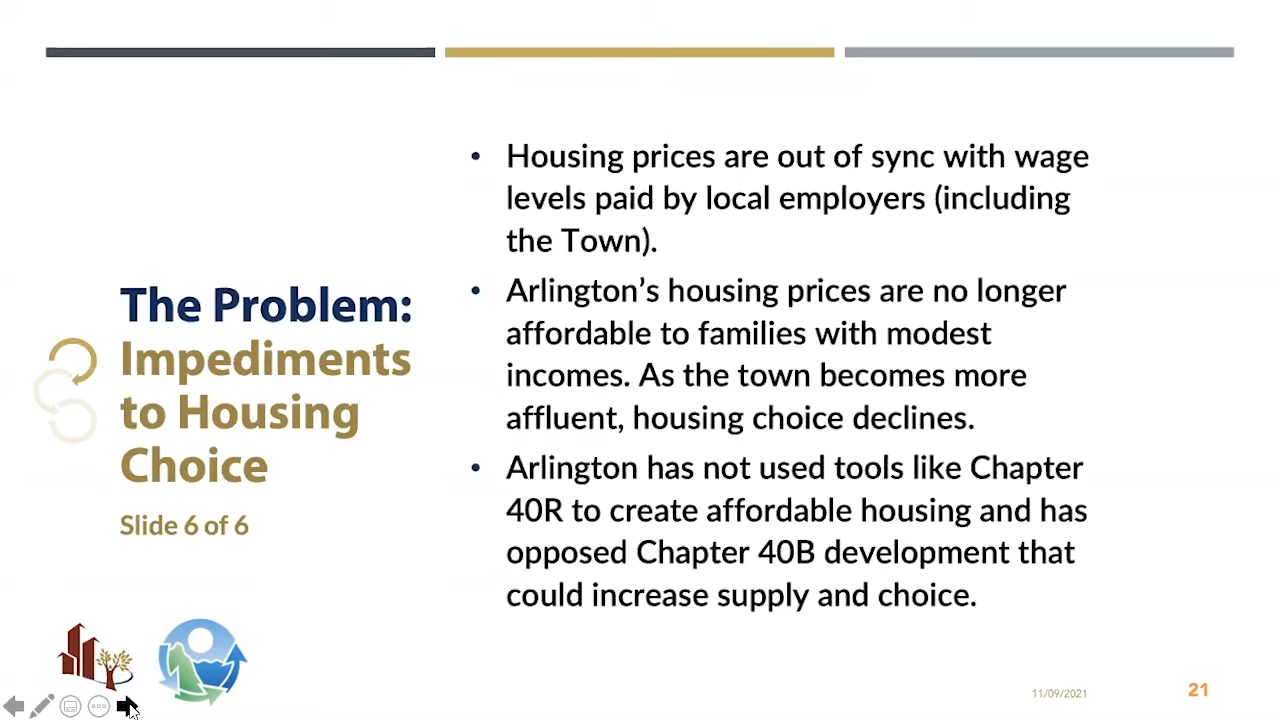 The Problem:
Impediments
to Housing
Choice
Slide 6 of 6
• Housing prices are out of sync with wage
levels paid by local employers (including
the Town).
• Arlington’s housing prices are no longer
affordable to families with modest
incomes. As the town becomes more
affluent, housing choice declines.
• Arlington has not used tools like Chapter
40R to create affordable housing and has
opposed Chapter 40B development that
could increase supply and choice.
11/09/2021
21